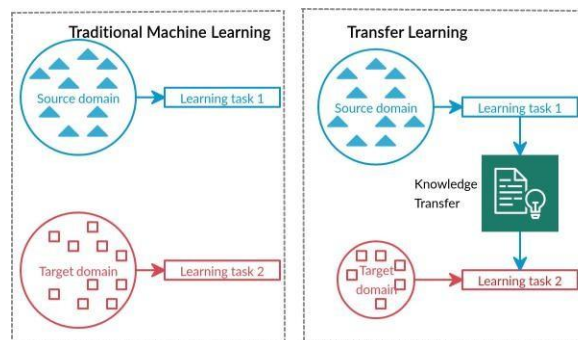 Traditional Machine Learning
Source domain
Learning task 1
Target domain
Learning task 2
Transfer Learning
Source domain
Learning task 1
Knowledge
Transfer
Target
domain
Learning task 2